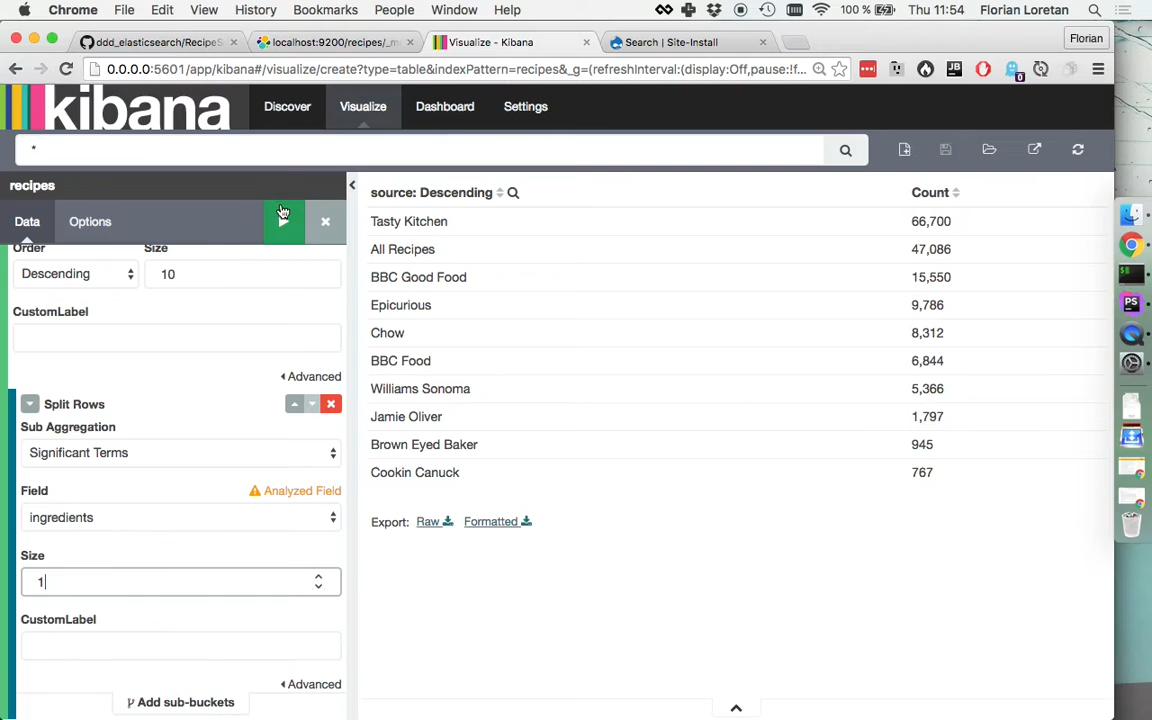 Chrome File Edit View History Bookmarks People Window Help 100 % Thu 11:54 Florian Loretan
ddd_elasticsearch/RecipeS localhost:9200/recipes/_m Visualize - Kibana Search | Site-Install Florian
0.0.0.0:5601/app/kibana#/visualize/create?type=table&indexPattern=recipes&_g=(refreshInterval:(display:Off,pause:!f...
kibana Discover Visualize Dashboard Settings
*
recipes
Data Options
Order Size
Descending 10
CustomLabel
Advanced
Split Rows
Sub Aggregation
Significant Terms
Field Analyzed Field
ingredients
Size
1
CustomLabel
Advanced
Add sub-buckets
source: Descending Count
Tasty Kitchen 66,700
All Recipes 47,086
BBC Good Food 15,550
Epicurious 9,786
Chow 8,312
BBC Food 6,844
Williams Sonoma 5,366
Jamie Oliver 1,797
Brown Eyed Baker 945
Cookin Canuck 767
Export: Raw Formatted